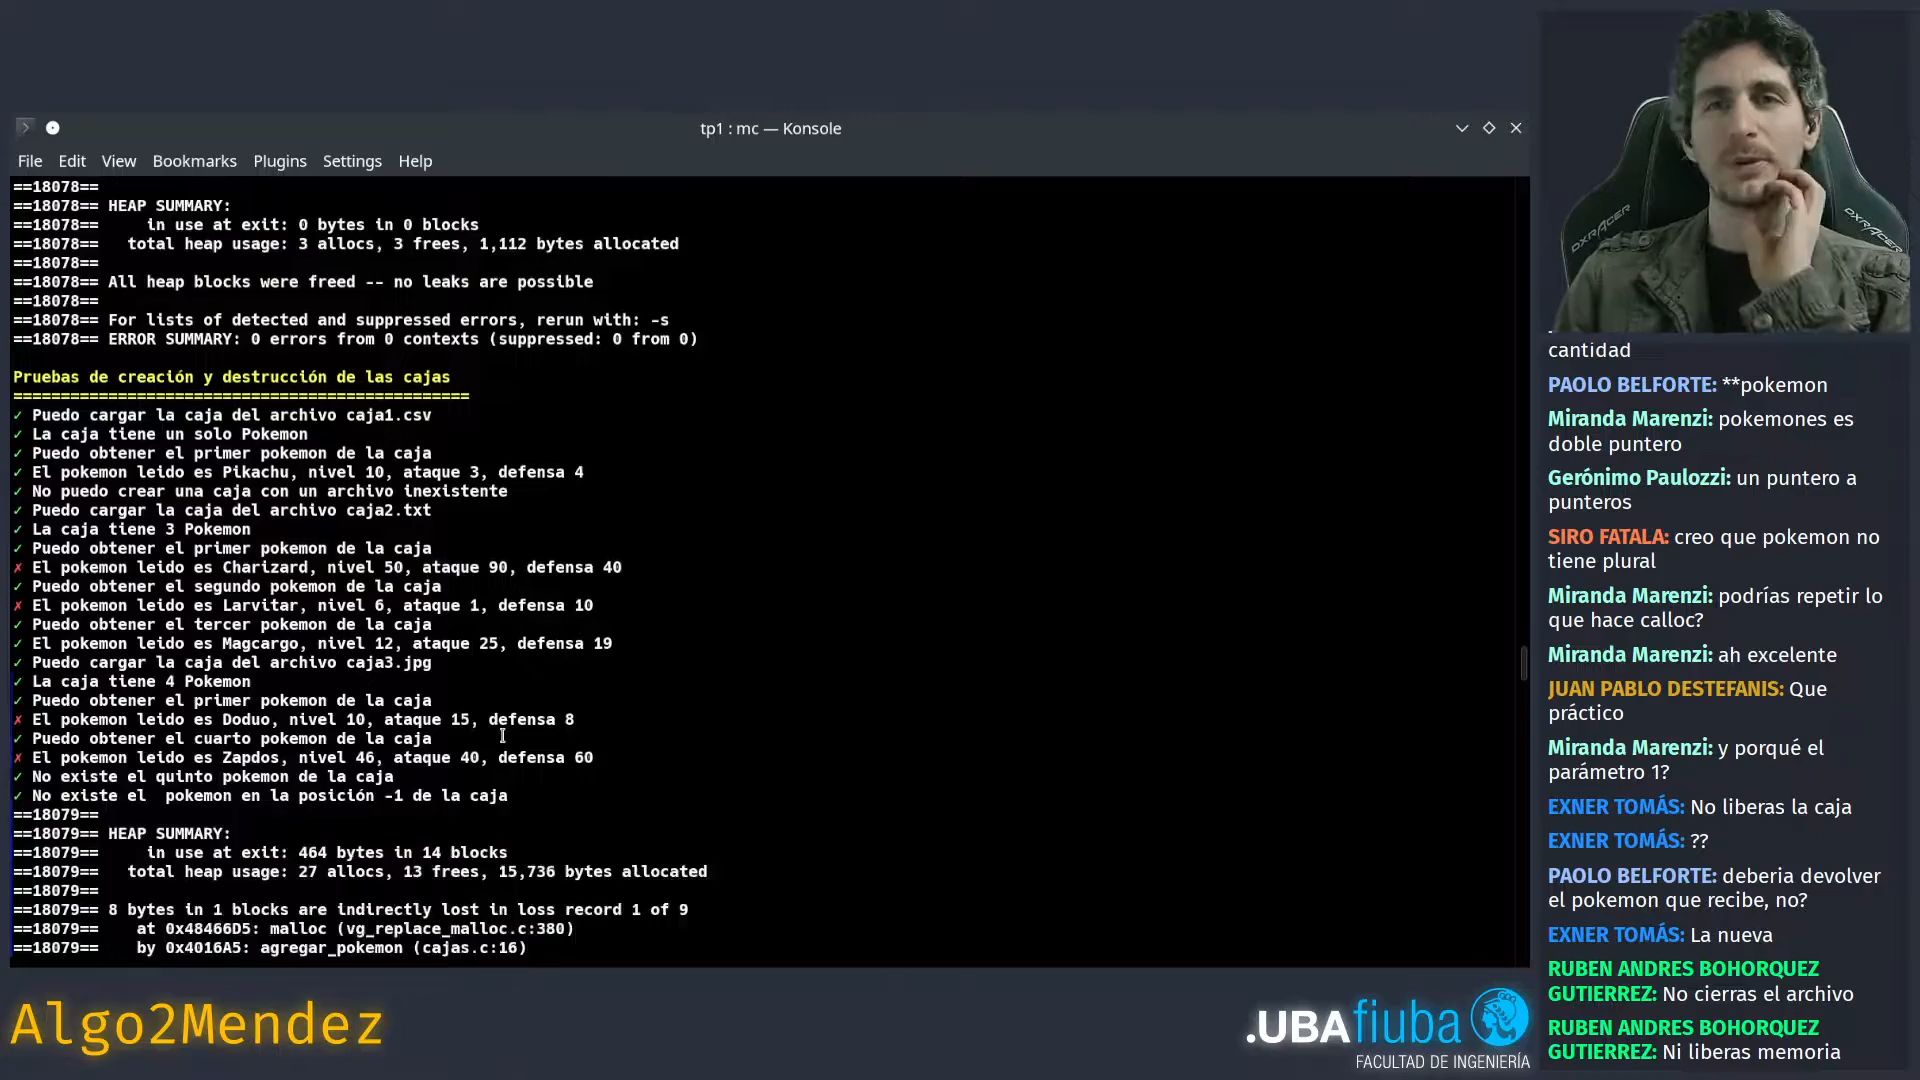 tp1 : mc — Konsole
File Edit View Bookmarks Plugins Settings Help
==18078==
==18078== HEAP SUMMARY:
==18078==     in use at exit: 0 bytes in 0 blocks
==18078==   total heap usage: 3 allocs, 3 frees, 1,112 bytes allocated
==18078==
==18078== All heap blocks were freed -- no leaks are possible
==18078==
==18078== For lists of detected and suppressed errors, rerun with: -s
==18078== ERROR SUMMARY: 0 errors from 0 contexts (suppressed: 0 from 0)
Pruebas de creación y destrucción de las cajas
================================================
✓ Puedo cargar la caja del archivo caja1.csv
✓ La caja tiene un solo Pokemon
✓ Puedo obtener el primer pokemon de la caja
✓ El pokemon leido es Pikachu, nivel 10, ataque 3, defensa 4
✓ No puedo crear una caja con un archivo inexistente
✓ Puedo cargar la caja del archivo caja2.txt
✓ La caja tiene 3 Pokemon
✓ Puedo obtener el primer pokemon de la caja
✗ El pokemon leido es Charizard, nivel 50, ataque 90, defensa 40
✓ Puedo obtener el segundo pokemon de la caja
✗ El pokemon leido es Larvitar, nivel 6, ataque 1, defensa 10
✓ Puedo obtener el tercer pokemon de la caja
✓ El pokemon leido es Magcargo, nivel 12, ataque 25, defensa 19
✓ Puedo cargar la caja del archivo caja3.jpg
✓ La caja tiene 4 Pokemon
✓ Puedo obtener el primer pokemon de la caja
✗ El pokemon leido es Doduo, nivel 10, ataque 15, defensa 8
✓ Puedo obtener el cuarto pokemon de la caja
✗ El pokemon leido es Zapdos, nivel 46, ataque 40, defensa 60
✓ No existe el quinto pokemon de la caja
✓ No existe el  pokemon en la posición -1 de la caja
==18079==
==18079== HEAP SUMMARY:
==18079==     in use at exit: 464 bytes in 14 blocks
==18079==   total heap usage: 27 allocs, 13 frees, 15,736 bytes allocated
==18079==
==18079== 8 bytes in 1 blocks are indirectly lost in loss record 1 of 9
==18079==    at 0x48466D5: malloc (vg_replace_malloc.c:380)
==18079==    by 0x4016A5: agregar_pokemon (cajas.c:16)
DXRACER
DXRACER
cantidad
PAOLO BELFORTE: **pokemon
Miranda Marenzi: pokemones es
doble puntero
Gerónimo Paulozzi: un puntero a
punteros
SIRO FATALA: creo que pokemon no
tiene plural
Miranda Marenzi: podrías repetir lo
que hace calloc?
Miranda Marenzi: ah excelente
JUAN PABLO DESTEFANIS: Que
práctico
Miranda Marenzi: y porqué el
parámetro 1?
EXNER TOMÁS: No liberas la caja
EXNER TOMÁS: ??
PAOLO BELFORTE: deberia devolver
el pokemon que recibe, no?
EXNER TOMÁS: La nueva
RUBEN ANDRES BOHORQUEZ
GUTIERREZ: No cierras el archivo
RUBEN ANDRES BOHORQUEZ
GUTIERREZ: Ni liberas memoria
Algo2Mendez
.UBAfiuba
FACULTAD DE INGENIERÍA